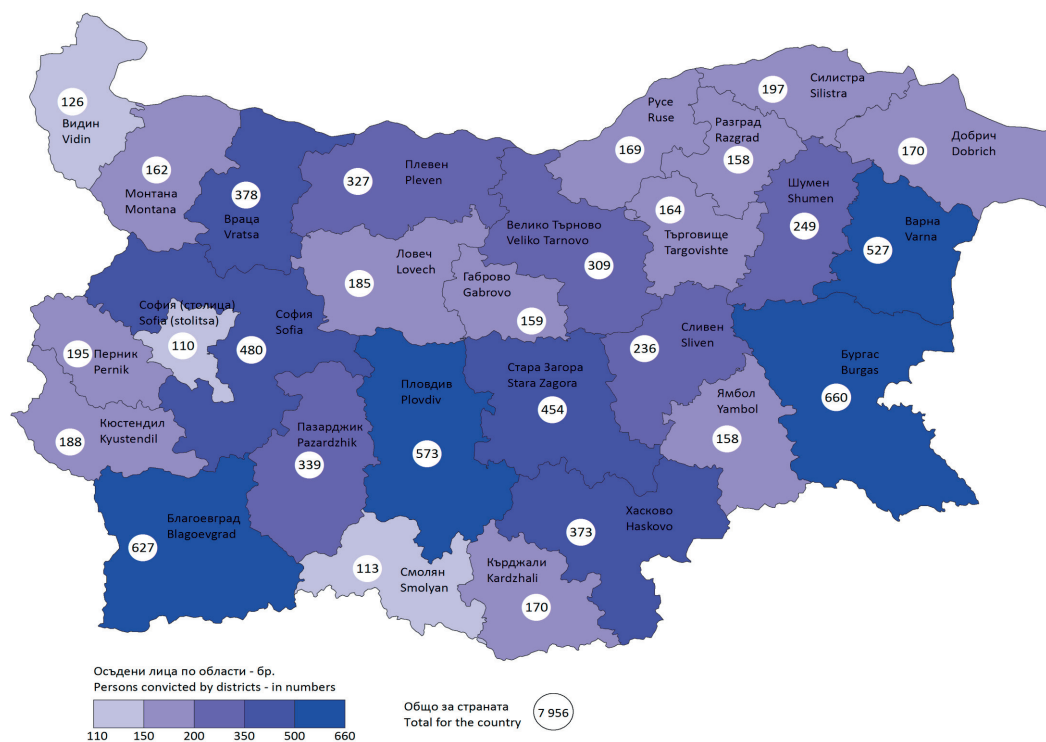 126
Видин
Vidin
162
Монтана
Montana
378
Враца
Vratsa
Плевен
Pleven
327
Русе
Ruse
169
Разград
Razgrad
158
197
Силистра
Silistra
Добрич
Dobrich
170
Шумен
Shumen
249
Варна
Varna
527
164
Търговище
Targovishte
Велико Търново
Veliko Tarnovo
309
Ловеч
Lovech
185
Габрово
Gabrovo
159
София (столица)
Sofia (stolitsa)
110
София
Sofia
480
195
Перник
Pernik
Кюстендил
Kyustendil
188
Пазарджик
Pazardzhik
339
Пловдив
Plovdiv
573
Стара Загора
Stara Zagora
454
236
Сливен
Sliven
Ямбол
Yambol
158
Бургас
Burgas
660
Благоевград
Blagoevgrad
627
113
Смолян
Smolyan
Кърджали
Kardzhali
170
Хасково
Haskovo
373
Осъдени лица по области - бр.
Persons convicted by districts - in numbers
110 150 200 350 500 660
Общо за страната
Total for the country
7 956